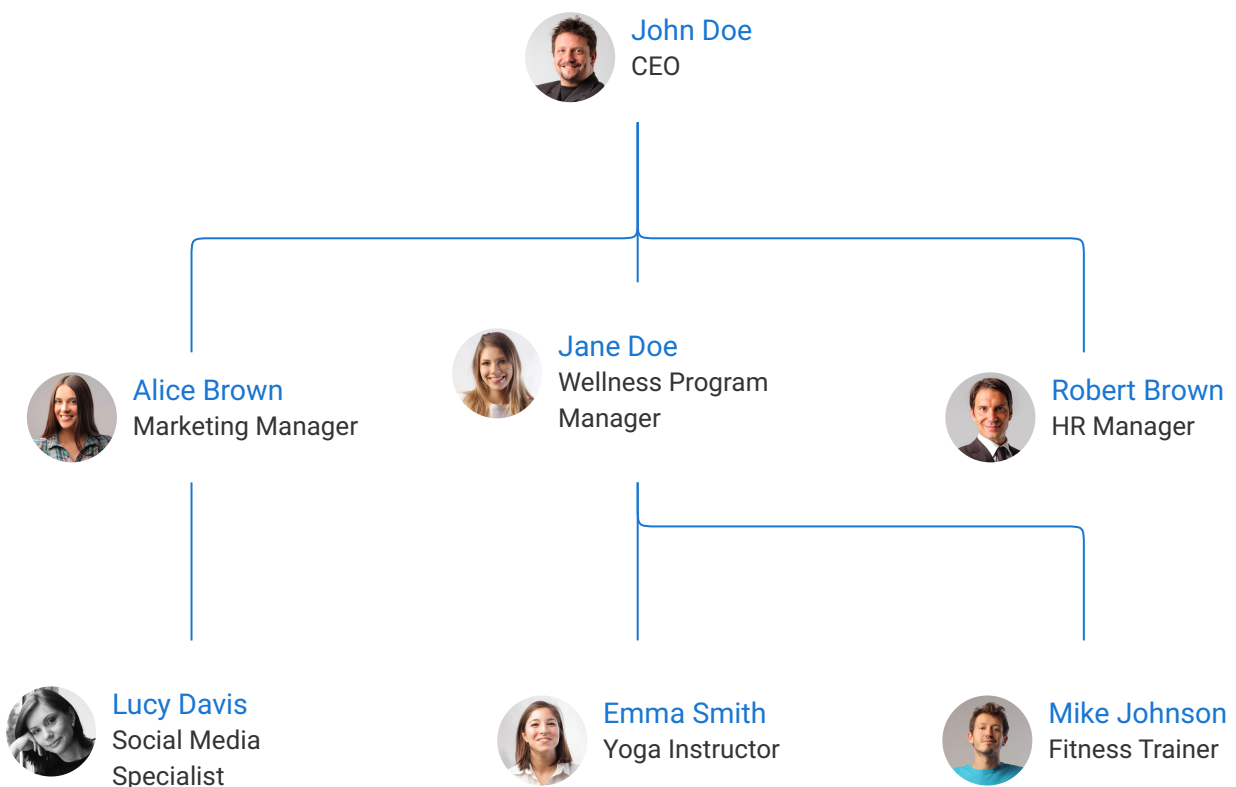 John Doe
CEO
Jane Doe
Wellness Program
Manager
Alice Brown
Marketing Manager
Robert Brown
HR Manager
Lucy Davis
Social Media
Specialist
Emma Smith
Yoga Instructor
Mike Johnson
Fitness Trainer